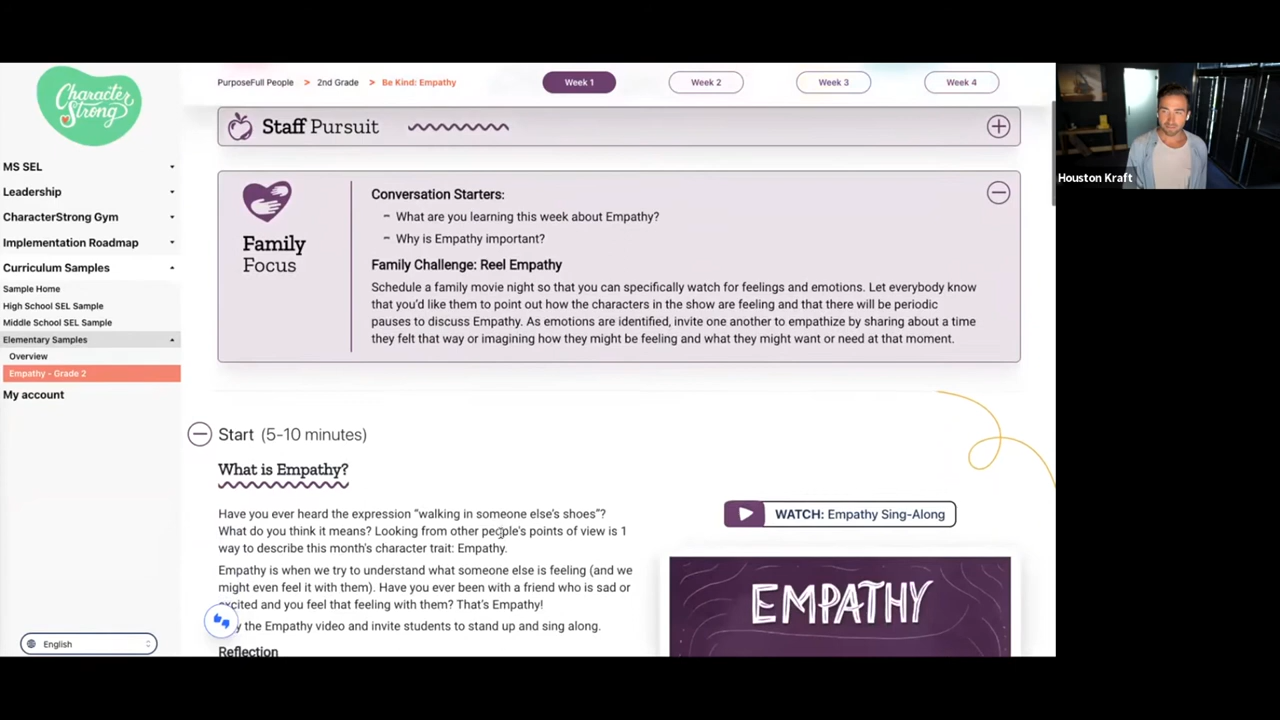 Character
Strong
MS SEL
Leadership
CharacterStrong Gym
Implementation Roadmap
Curriculum Samples
Sample Home
High School SEL Sample
Middle School SEL Sample
Elementary Samples
Overview
Empathy - Grade 2
My account
English
PurposeFull People > 2nd Grade > Be Kind: Empathy
Week 1
Week 2
Week 3
Week 4
Staff Pursuit
Family
Focus
Conversation Starters:
– What are you learning this week about Empathy?
– Why is Empathy important?
Family Challenge: Reel Empathy
Schedule a family movie night so that you can specifically watch for feelings and emotions. Let everybody know
that you'd like them to point out how the characters in the show are feeling and that there will be periodic
pauses to discuss Empathy. As emotions are identified, invite one another to empathize by sharing about a time
they felt that way or imagining how they might be feeling and what they might want or need at that moment.
Start (5-10 minutes)
What is Empathy?
Have you ever heard the expression “walking in someone else's shoes”?
What do you think it means? Looking from other people's points of view is 1
way to describe this month's character trait: Empathy.
Empathy is when we try to understand what someone else is feeling (and we
might even feel it with them). Have you ever been with a friend who is sad or
excited and you feel that feeling with them? That's Empathy!
the Empathy video and invite students to stand up and sing along.
Reflection
WATCH: Empathy Sing-Along
EMPATHY
Houston Kraft